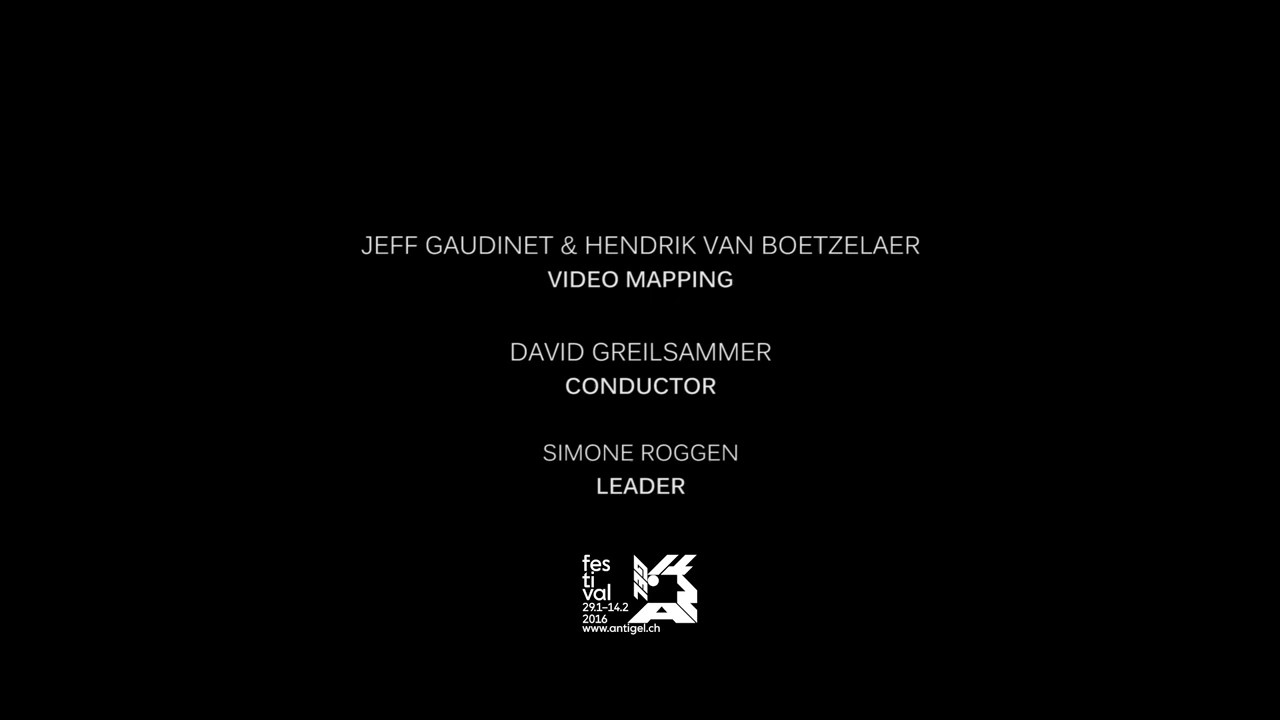 JEFF GAUDINET & HENDRIK VAN BOETZELAER
VIDEO MAPPING
DAVID GREILSAMMER
CONDUCTOR
SIMONE ROGGEN
LEADER
fes
ti
val
29.1–14.2
2016
www.antigel.ch